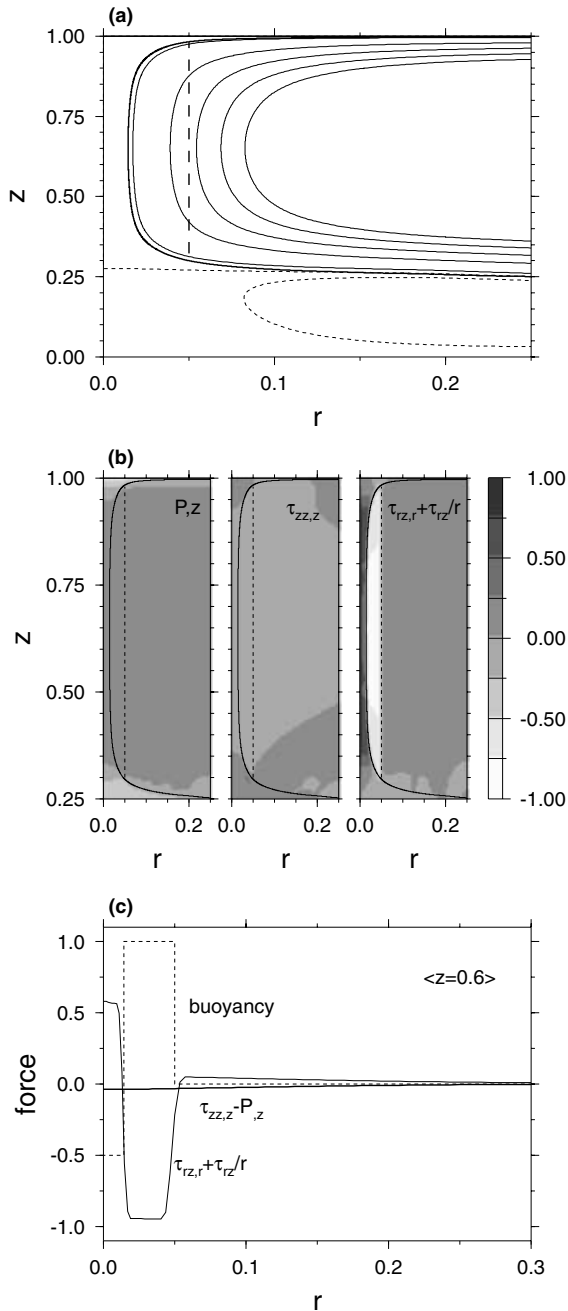 (a)
1.00
0.75
0.50
0.25
0.00
z
0.0
0.1
0.2
r
(b)
P,z
τzz,z
τrz,r+τrz/r
1.00
0.75
0.50
0.25
z
0.0
0.2
0.0
0.2
0.0
0.2
r
r
r
1.00
0.50
0.00
-0.50
-1.00
(c)
1.0
0.5
0.0
-0.5
-1.0
force
<z=0.6>
buoyancy
τzz,z-P,z
τrz,r+τrz/r
0.0
0.1
0.2
0.3
r